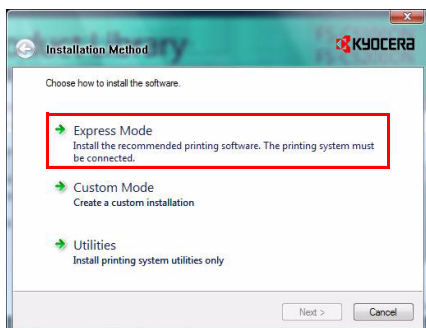 Installation Method
KYOCERA
Choose how to install the software.
Express Mode
Install the recommended printing software. The printing system must
be connected.
Custom Mode
Create a custom installation
Utilities
Install printing system utilities only
Next >
Cancel